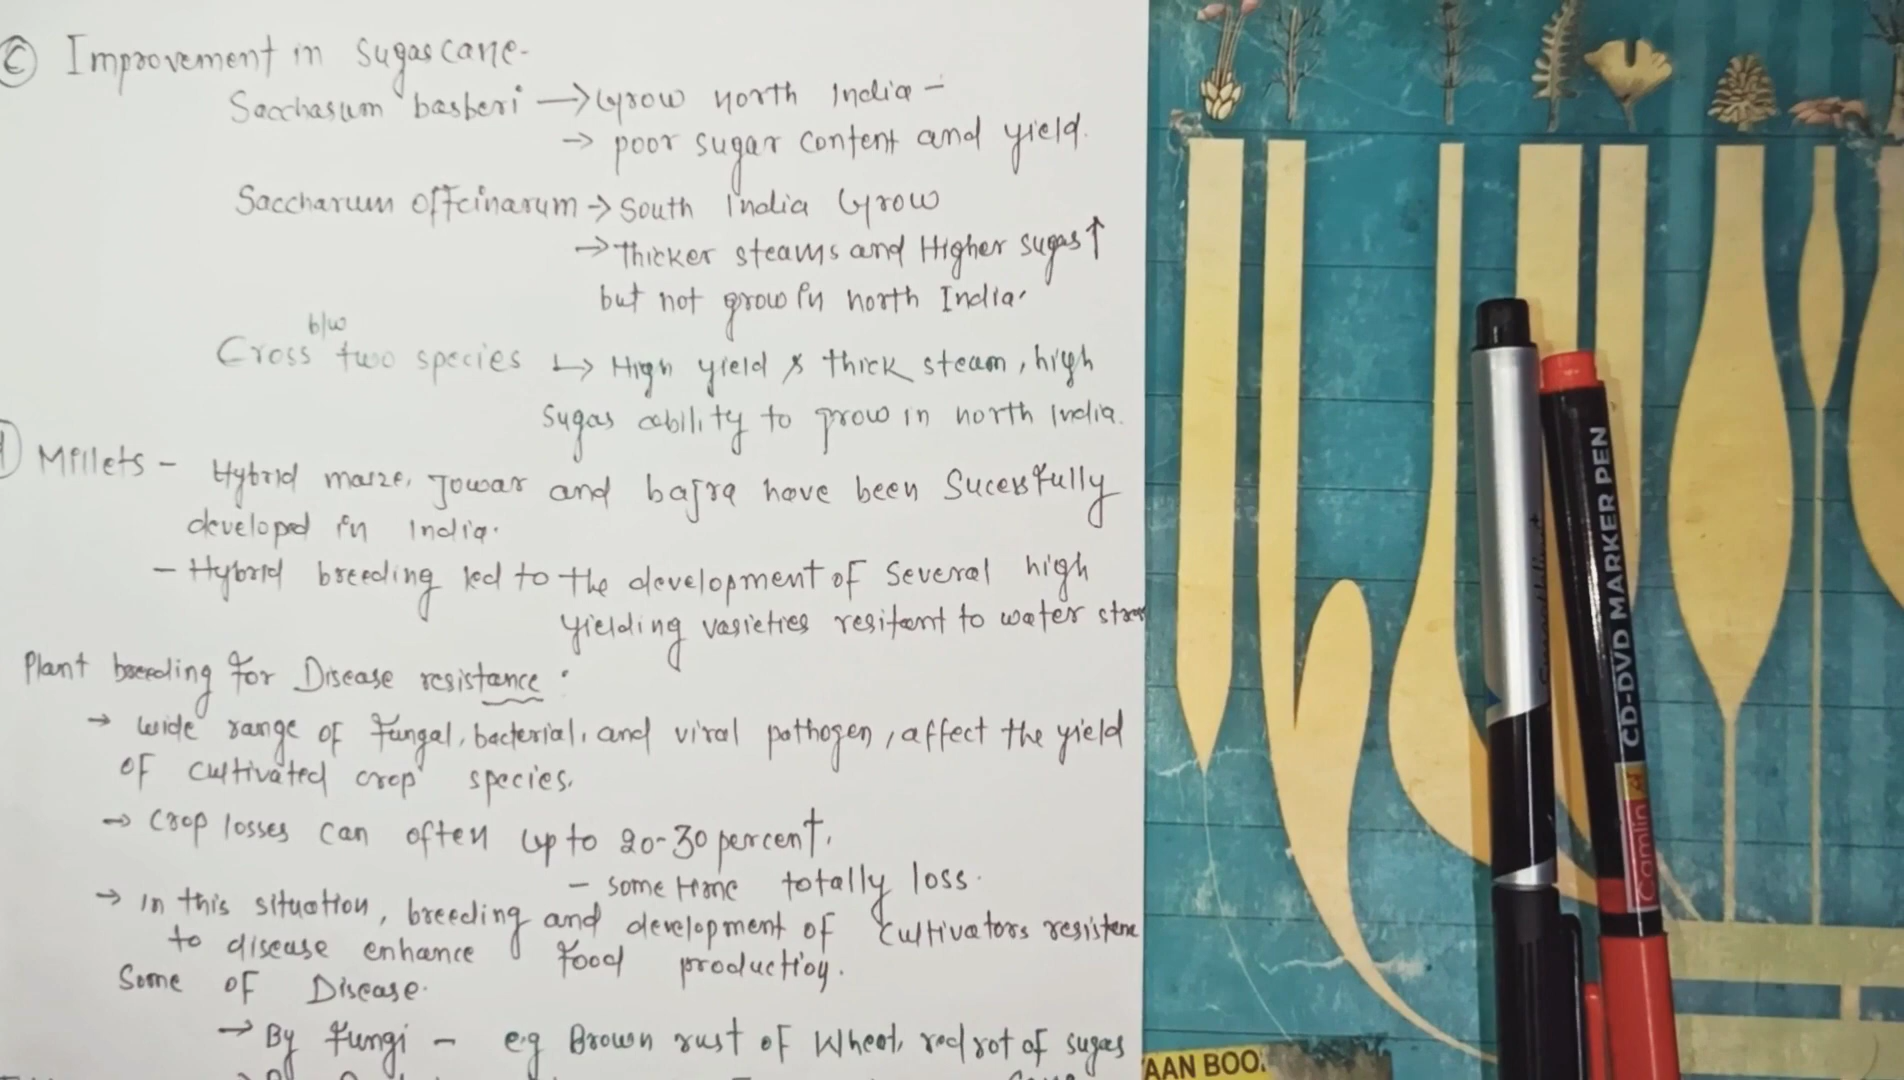 C Improvement in Sugarcane-
Saccharum barberi → Grow north India -
→ poor sugar content and yield.
Saccharum officinarum → South India Grow
→ Thicker steams and Higher sugar ↑
but not grow in north India.
b/w
Cross two species ↳ High yield & thick steam, high
Sugar ability to grow in north India.
Millets - Hybrid maize, Jowar and bajra have been Sucessfully
developed in India.
- Hybrid breeding led to the development of Several high
yielding varieties resitant to water
Plant breeding for Disease resistance :
→ wide range of fungal, bacterial, and viral pathogen, affect the yield
of cultivated crop species.
→ Crop losses can often up to 20-30 percent.
- some time totally loss.
→ In this situation, breeding and development of cultivators
to disease enhance food production.
Some of Disease.
→ By fungi - e.g Brown rust of Wheat, red rot of sugar
CD-DVD MARKER PEN
Camlin
AAN BOO